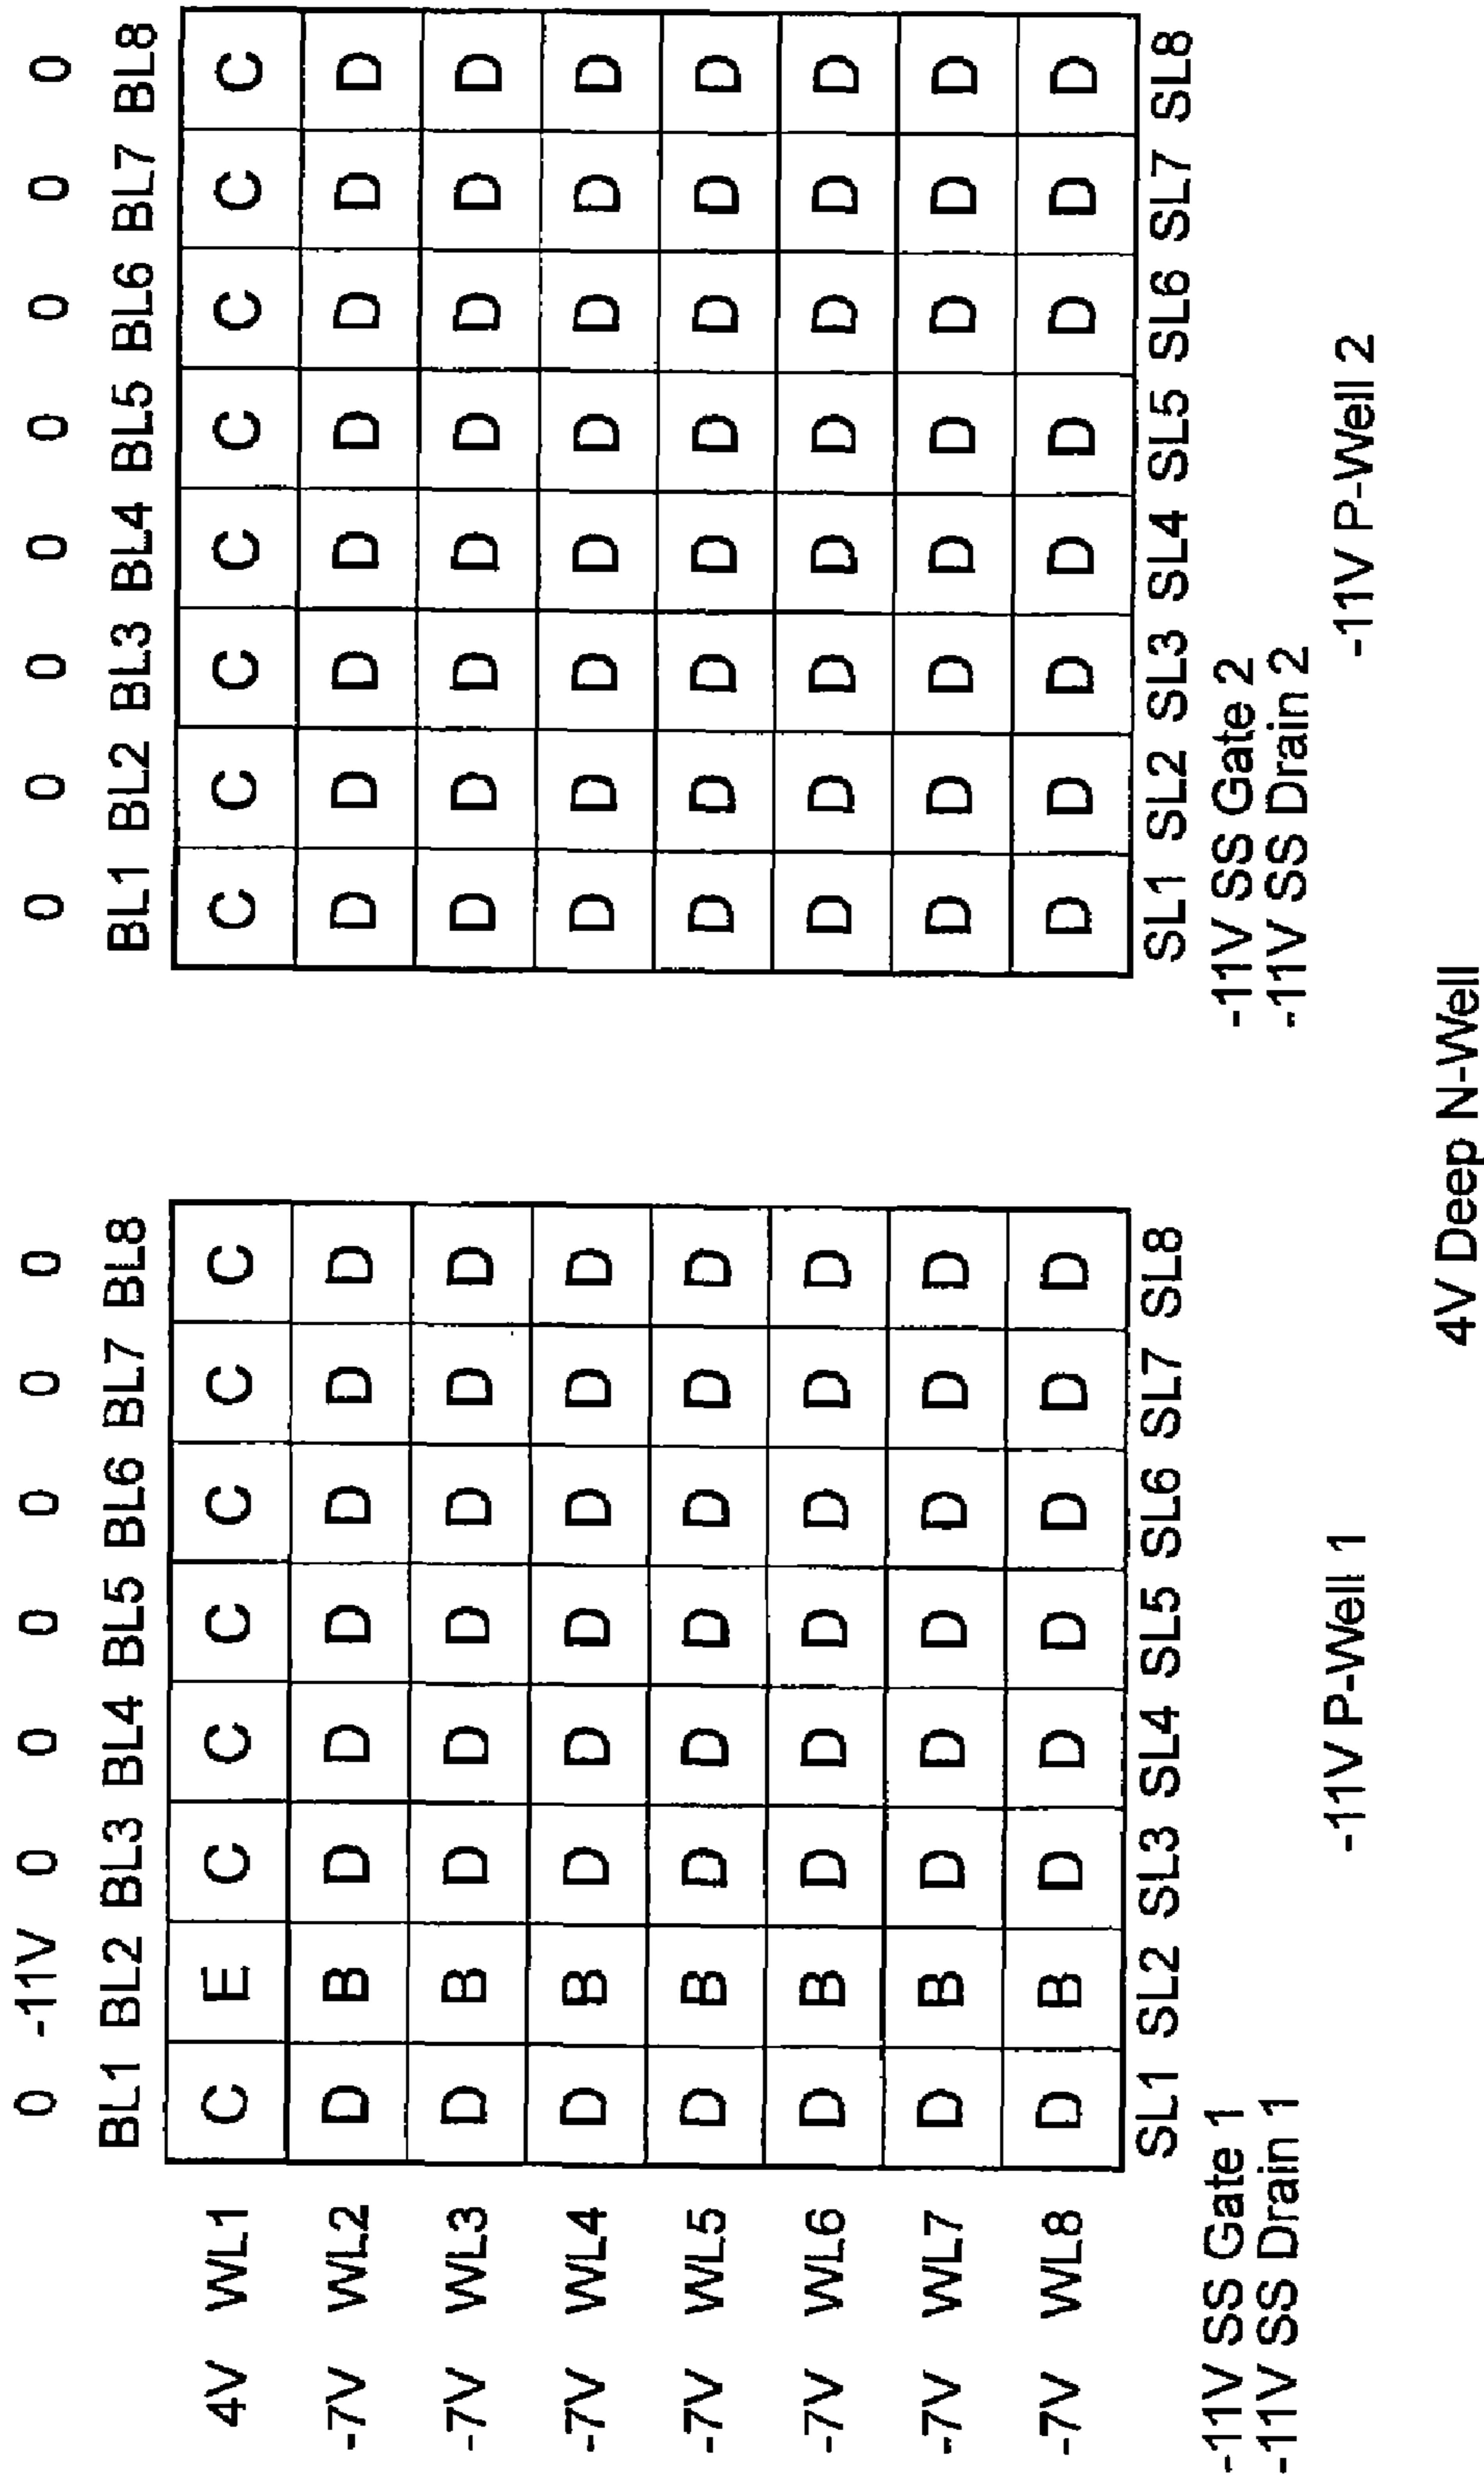 0 -11V 0 0 0 0 0 0 0 0 0 0 0 0 0 0
BL1 BL2 BL3 BL4 BL5 BL6 BL7 BL8 BL1 BL2 BL3 BL4 BL5 BL6 BL7 BL8
4V WL1 C E C C C C C C C C C C C C C C
-7V WL2 D B D D D D D D D D D D D D D D
-7V WL3 D B D D D D D D D D D D D D D D
-7V WL4 D B D D D D D D D D D D D D D D
-7V WL5 D B D D D D D D D D D D D D D D
-7V WL6 D B D D D D D D D D D D D D D D
-7V WL7 D B D D D D D D D D D D D D D D
-7V WL8 D B D D D D D D D D D D D D D D
SL1 SL2 SL3 SL4 SL5 SL6 SL7 SL8 SL1 SL2 SL3 SL4 SL5 SL6 SL7 SL8
-11V SS Gate 1 -11V SS Gate 2
-11V SS Drain 1 -11V SS Drain 2
-11V P-Well 1 -11V P-Well 2
4V Deep N-Well